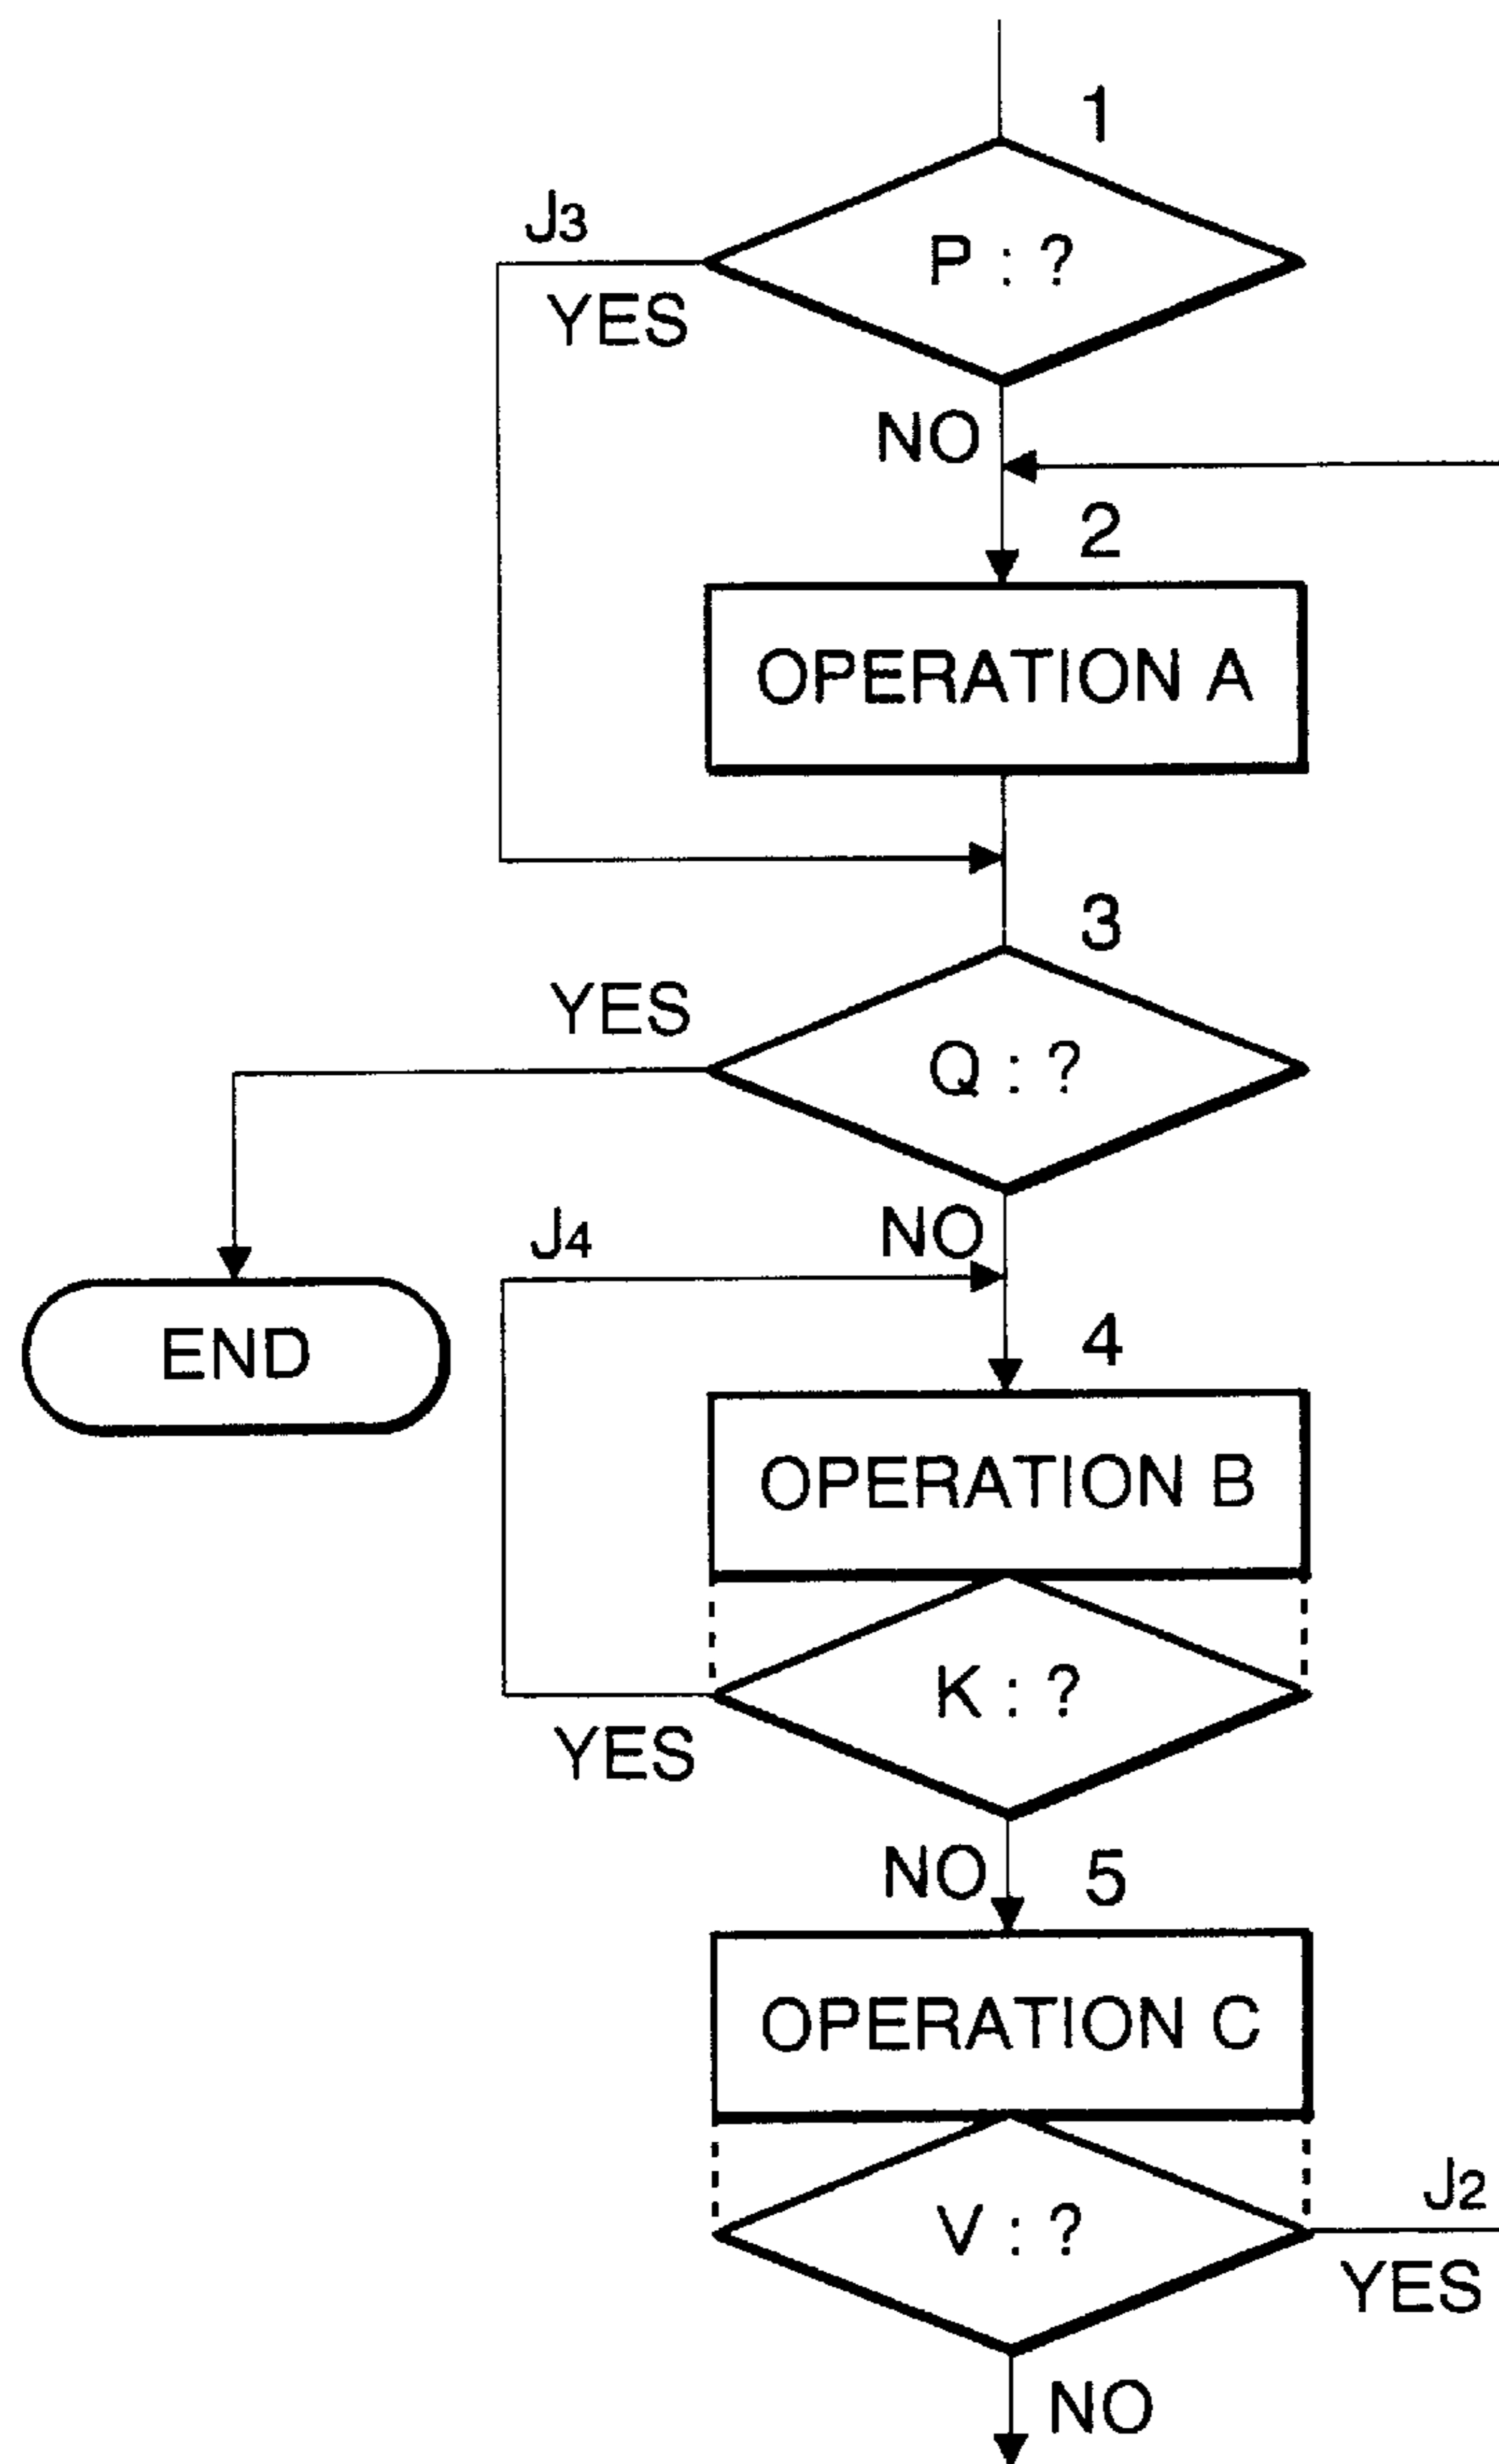 1
J3
P : ?
YES
NO
2
OPERATION A
3
YES
Q : ?
J4
NO
END
4
OPERATION B
K : ?
YES
NO
5
OPERATION C
J2
V : ?
YES
NO